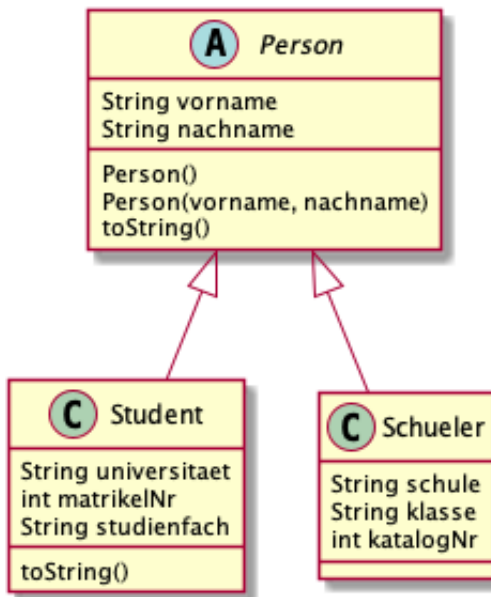 A Person
String vorname
String nachname
Person()
Person(vorname, nachname)
toString()
C Student
String universitaet
int matrikelNr
String studienfach
toString()
C Schueler
String schule
String klasse
int katalogNr